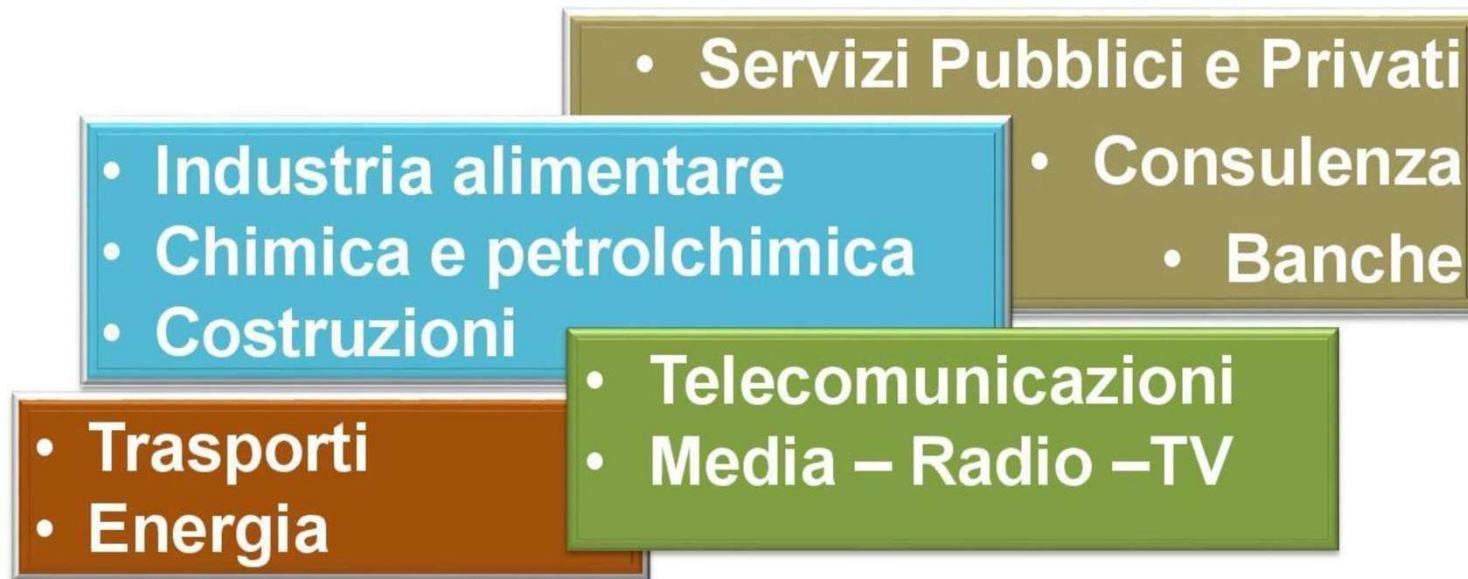 • Servizi Pubblici e Privati
• Consulenza
• Banche
• Industria alimentare
• Chimica e petrolchimica
• Costruzioni
• Telecomunicazioni
• Media – Radio –TV
• Trasporti
• Energia